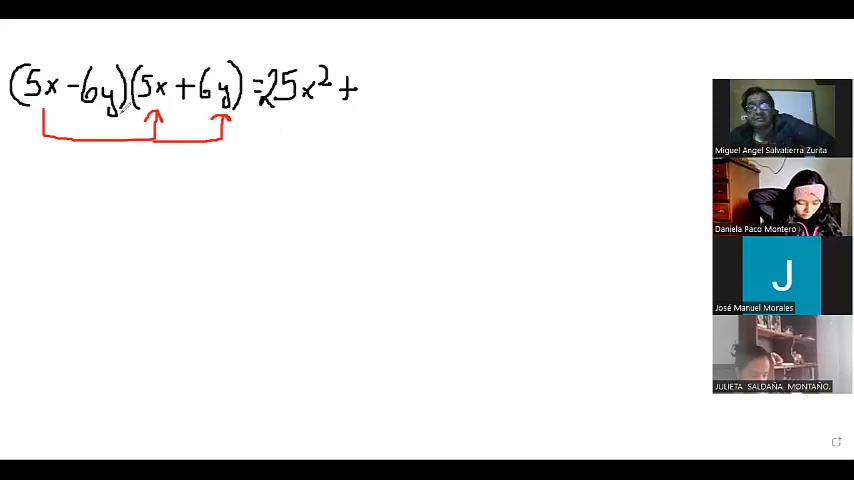 (5x - 6y)(5x + 6y) = 25x² +
Miguel Angel Salvatierra Zurita
Daniela Paco Montero
J
José Manuel Morales
JULIETA SALDAÑA MONTAÑO.